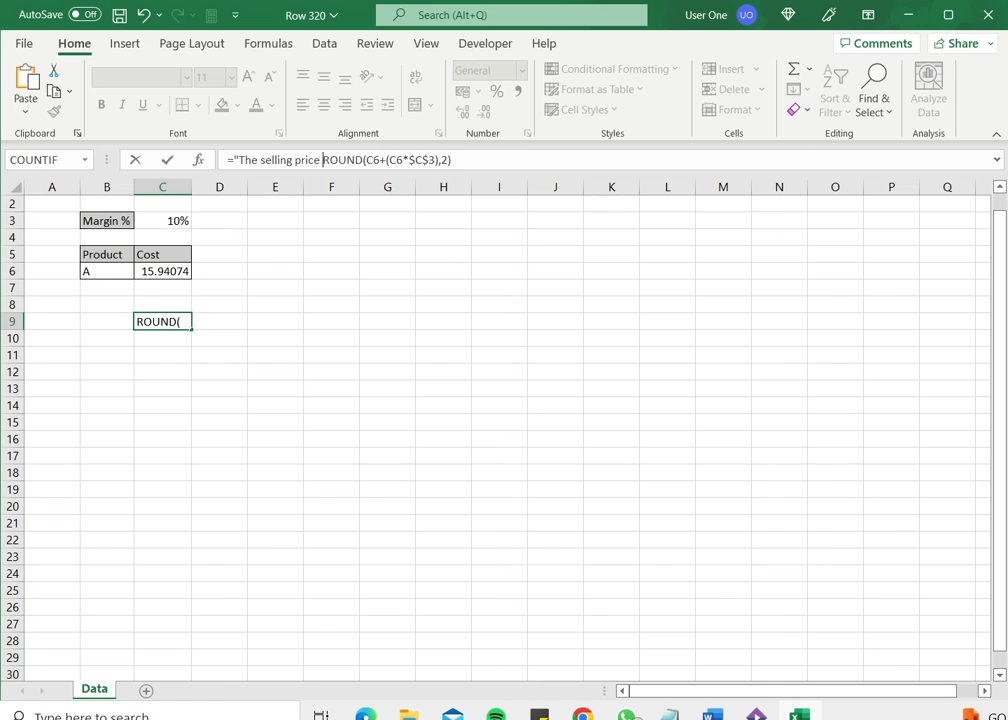 AutoSave Off Row 320 Search (Alt+Q) User One UO
File Home Insert Page Layout Formulas Data Review View Developer Help Comments Share
Paste
B I U
11 A A
A
ab
General
% 9
.00
Conditional Formatting
Format as Table
Cell Styles
Insert
Delete
Format
Sort &
Filter
Find &
Select
Analyze
Data
Clipboard Font Alignment Number Styles Cells Editing Analysis
COUNTIF fx ="The selling price ROUND(C6+(C6*$C$3),2)
A B C D E F G H I J K L M N O P Q
2
3 Margin % 10%
4
5 Product Cost
6 A 15.94074
7
8
9 ROUND(
10
11
12
13
14
15
16
17
18
19
20
21
22
23
24
25
26
27
28
29
30
Data
Type here to search